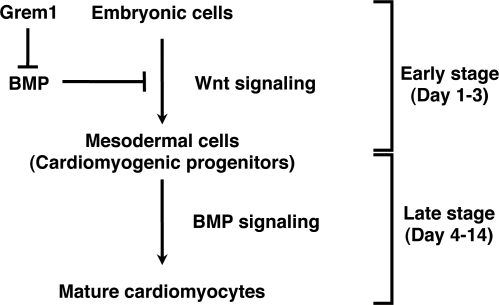 Grem1
Embryonic cells
BMP
Wnt signaling
Early stage
(Day 1-3)
Mesodermal cells
(Cardiomyogenic progenitors)
BMP signaling
Late stage
(Day 4-14)
Mature cardiomyocytes